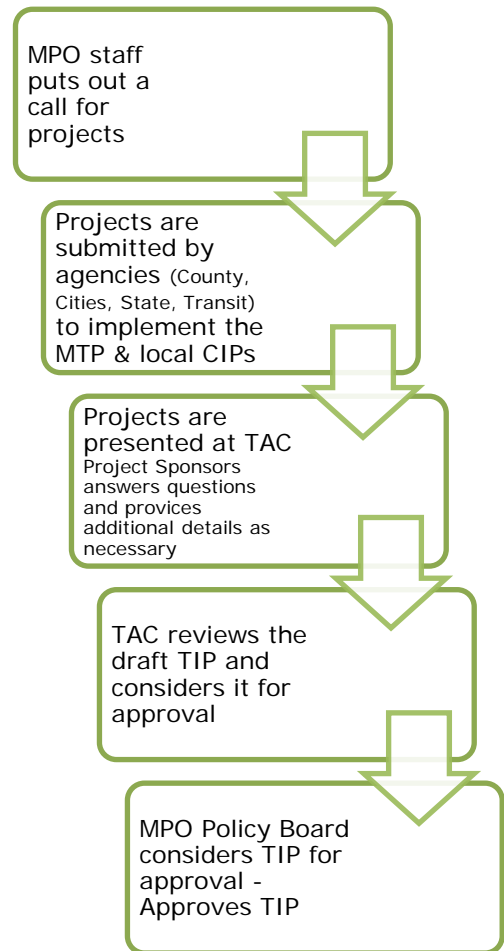 MPO staff
puts out a
call for
projects
Projects are
submitted by
agencies (County,
Cities, State, Transit)
to implement the
MTP & local CIPs
Projects are
presented at TAC
Project Sponsors
answers questions
and provices
additional details as
necessary
TAC reviews the
draft TIP and
considers it for
approval
MPO Policy Board
considers TIP for
approval -
Approves TIP